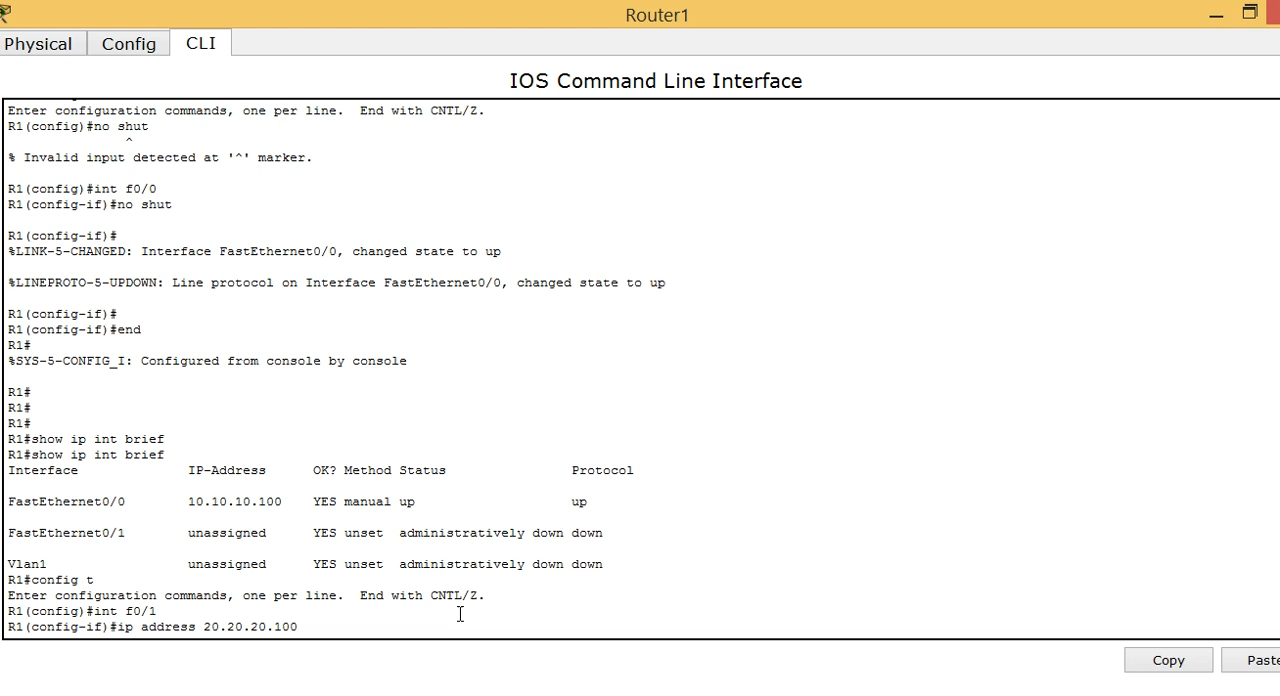 Router1
Physical Config CLI
IOS Command Line Interface
Enter configuration commands, one per line.  End with CNTL/Z.
R1(config)#no shut
^
% Invalid input detected at '^' marker.
R1(config)#int f0/0
R1(config-if)#no shut
R1(config-if)#
%LINK-5-CHANGED: Interface FastEthernet0/0, changed state to up
%LINEPROTO-5-UPDOWN: Line protocol on Interface FastEthernet0/0, changed state to up
R1(config-if)#
R1(config-if)#end
R1#
%SYS-5-CONFIG_I: Configured from console by console
R1#
R1#
R1#
R1#show ip int brief
R1#show ip int brief
Interface IP-Address OK? Method Status Protocol
FastEthernet0/0 10.10.10.100 YES manual up up
FastEthernet0/1 unassigned YES unset administratively down down
Vlan1 unassigned YES unset administratively down down
R1#config t
Enter configuration commands, one per line.  End with CNTL/Z.
R1(config)#int f0/1
R1(config-if)#ip address 20.20.20.100
Copy Paste